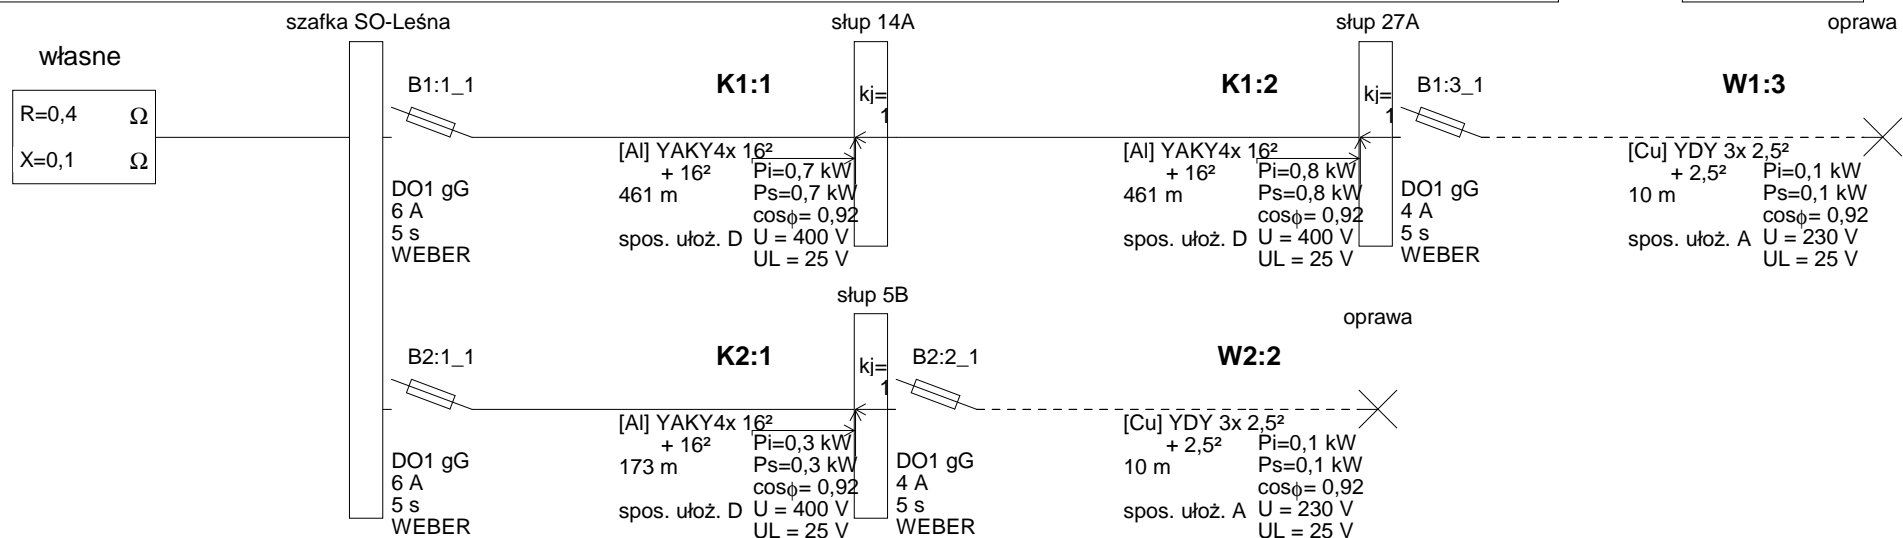 szafka SO-Leśna
słup 14A
słup 27A
oprawa
własne
R=0,4 Ω
X=0,1 Ω
B1:1_1
K1:1
kj=
1
K1:2
kj=
1
B1:3_1
W1:3
DO1 gG
6 A
5 s
WEBER
[Al] YAKY4x 16²
+ 16²
461 m
spos. ułoż. D
Pi=0,7 kW
Ps=0,7 kW
cosϕ= 0,92
U = 400 V
UL = 25 V
[Al] YAKY4x 16²
+ 16²
461 m
spos. ułoż. D
Pi=0,8 kW
Ps=0,8 kW
cosϕ= 0,92
U = 400 V
UL = 25 V
DO1 gG
4 A
5 s
WEBER
[Cu] YDY 3x 2,5²
+ 2,5²
10 m
spos. ułoż. A
Pi=0,1 kW
Ps=0,1 kW
cosϕ= 0,92
U = 230 V
UL = 25 V
słup 5B
oprawa
B2:1_1
K2:1
kj=
1
B2:2_1
W2:2
DO1 gG
6 A
5 s
WEBER
[Al] YAKY4x 16²
+ 16²
173 m
spos. ułoż. D
Pi=0,3 kW
Ps=0,3 kW
cosϕ= 0,92
U = 400 V
UL = 25 V
DO1 gG
4 A
5 s
WEBER
[Cu] YDY 3x 2,5²
+ 2,5²
10 m
spos. ułoż. A
Pi=0,1 kW
Ps=0,1 kW
cosϕ= 0,92
U = 230 V
UL = 25 V